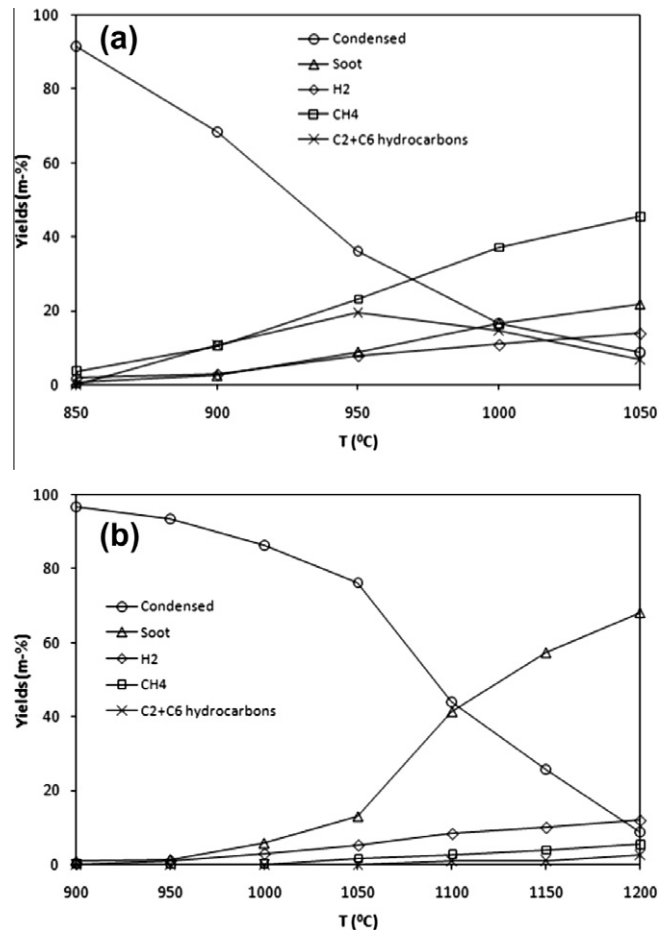 (a)
Condensed
Soot
H2
CH4
C2+C6 hydrocarbons
Yields (m-%)
100
80
60
40
20
0
850 900 950 1000 1050
T (⁰C)
(b)
Condensed
Soot
H2
CH4
C2+C6 hydrocarbons
Yields (m-%)
100
80
60
40
20
0
900 950 1000 1050 1100 1150 1200
T (⁰C)